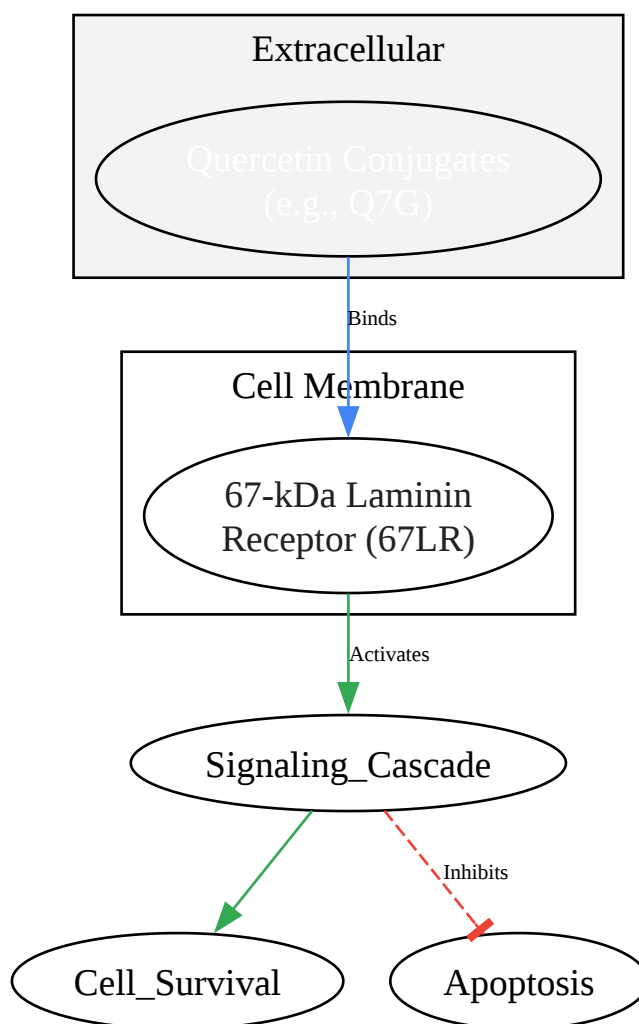 Extracellular
Quercetin Conjugates
(e.g., Q7G)
Binds
Cell Membrane
67-kDa Laminin
Receptor (67LR)
Activates
Signaling_Cascade
Inhibits
Cell_Survival
Apoptosis